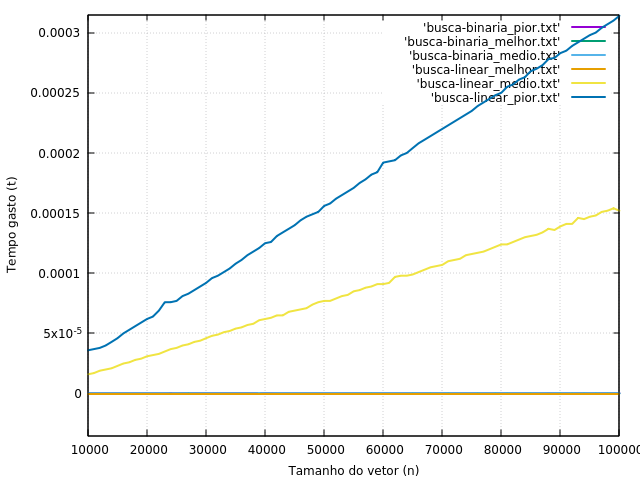 'busca-binaria_pior.txt'
'busca-binaria_melhor.txt'
'busca-binaria_medio.txt'
'busca-linear_melhor.txt'
'busca-linear_medio.txt'
'busca-linear_pior.txt'
0.0003
0.00025
0.0002
0.00015
0.0001
5x10-5
0
Tempo gasto (t)
10000 20000 30000 40000 50000 60000 70000 80000 90000 100000
Tamanho do vetor (n)